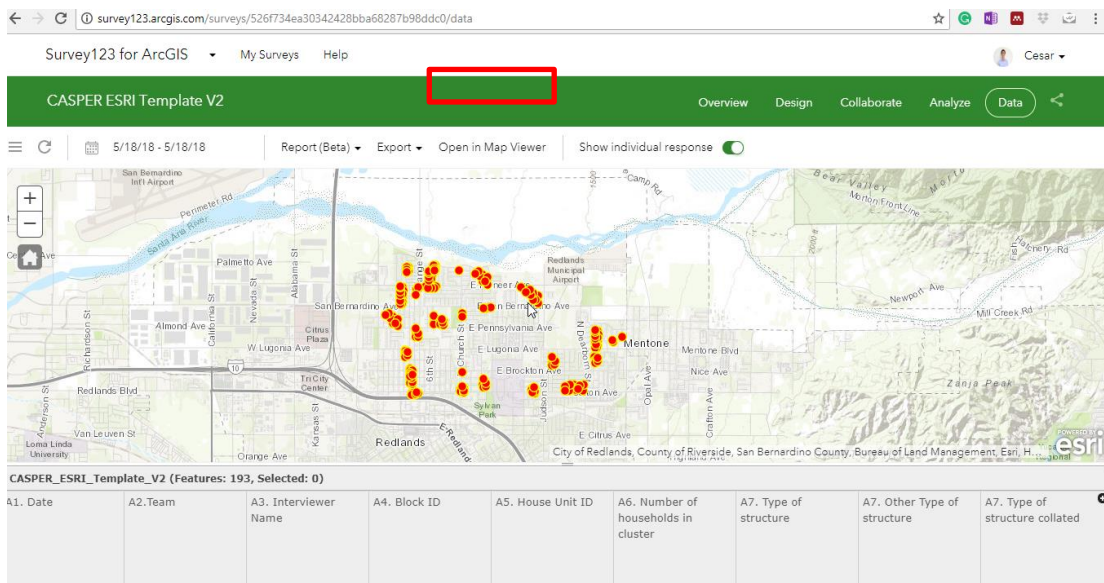 survey123.arcgis.com/surveys/526f734ea30342428bba68287b98ddc0/data
Survey123 for ArcGIS My Surveys Help Cesar
CASPER ESRI Template V2 Overview Design Collaborate Analyze Data
5/18/18 - 5/18/18 Report (Beta) Export Open in Map Viewer Show individual response
San Bernardino
Int'l Airport
Perimeter Rd
Santa Ana River
Camp Rd
Bear Valley
Morton Front Line
Palmetto Ave
Alabama St
Nevada St
California St
Redlands
Municipal
Airport
San Bernardino Ave
Newport Ave
Mill Creek Rd
Richardson St
Almond Ave
Citrus
Plaza
Church St
E Pennsylvania Ave
W Lugonia Ave
E Lugonia Ave
N Dearborn S
Mentone
Mentone Blvd
10
6th St
E Brockton Ave
Nice Ave
Redlands Blvd
Tri City
Center
Judson St
Opal Ave
Crafton Ave
Zanja Peak
Anderson St
Kansas St
Sylvan
Park
Van Leuven St
Redlands
E Citrus Ave
Loma Linda
University
Orange Ave
POWERED BY
esri
City of Redlands, County of Riverside, San Bernardino County, Bureau of Land Management, Esri, H...
CASPER_ESRI_Template_V2 (Features: 193, Selected: 0)
A1. Date A2.Team A3. Interviewer A4. Block ID A5. House Unit ID A6. Number of A7. Type of A7. Other Type of A7. Type of
Name households in structure structure structure collated
cluster